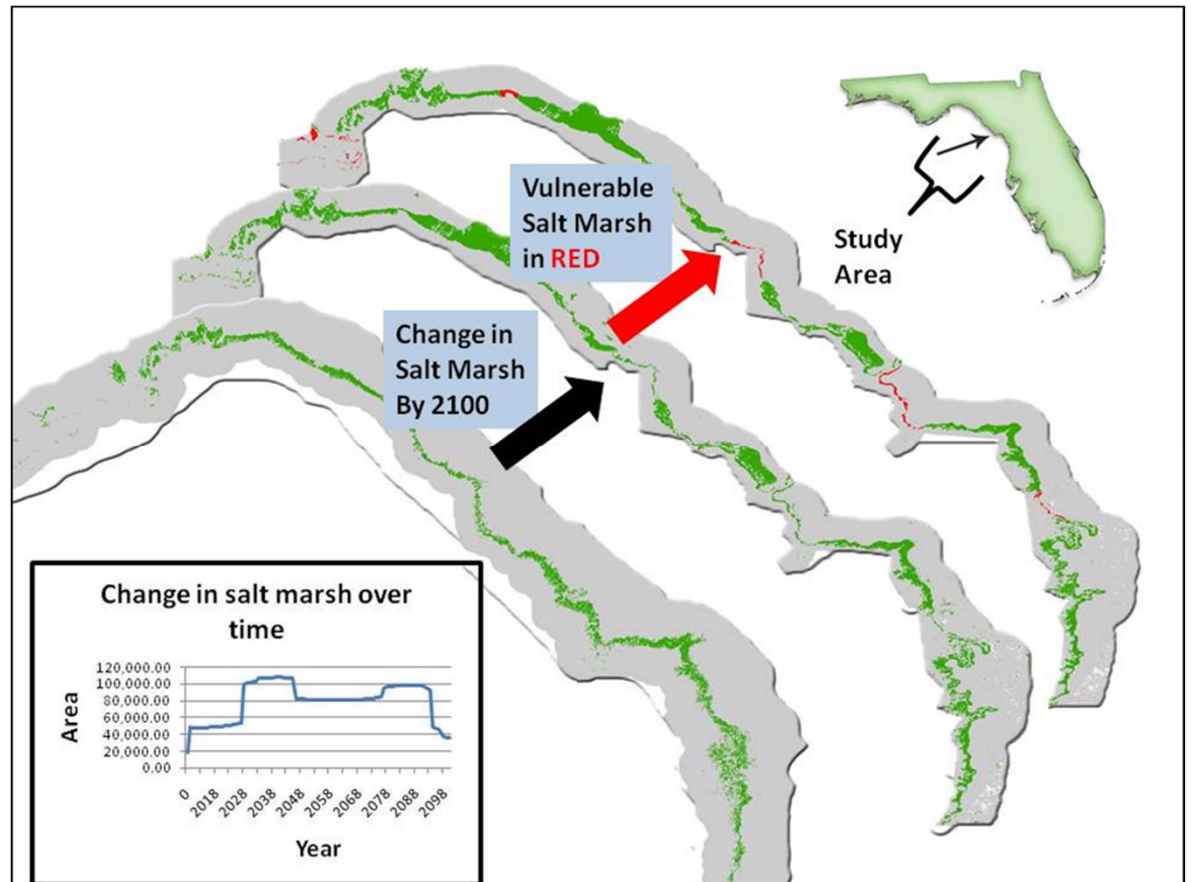 Vulnerable
Salt Marsh
in RED
Study
Area
Change in
Salt Marsh
By 2100
Change in salt marsh over
time
Area
120,000.00
100,000.00
80,000.00
60,000.00
40,000.00
20,000.00
0.00
0
2018
2028
2038
2048
2058
2068
2078
2088
2098
Year